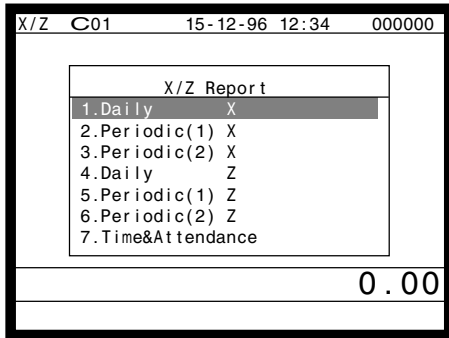 X/Z C01 15-12-96 12:34 000000
X/Z Report
1.Daily X
2.Periodic(1) X
3.Periodic(2) X
4.Daily Z
5.Periodic(1) Z
6.Periodic(2) Z
7.Time&Attendance
0.00